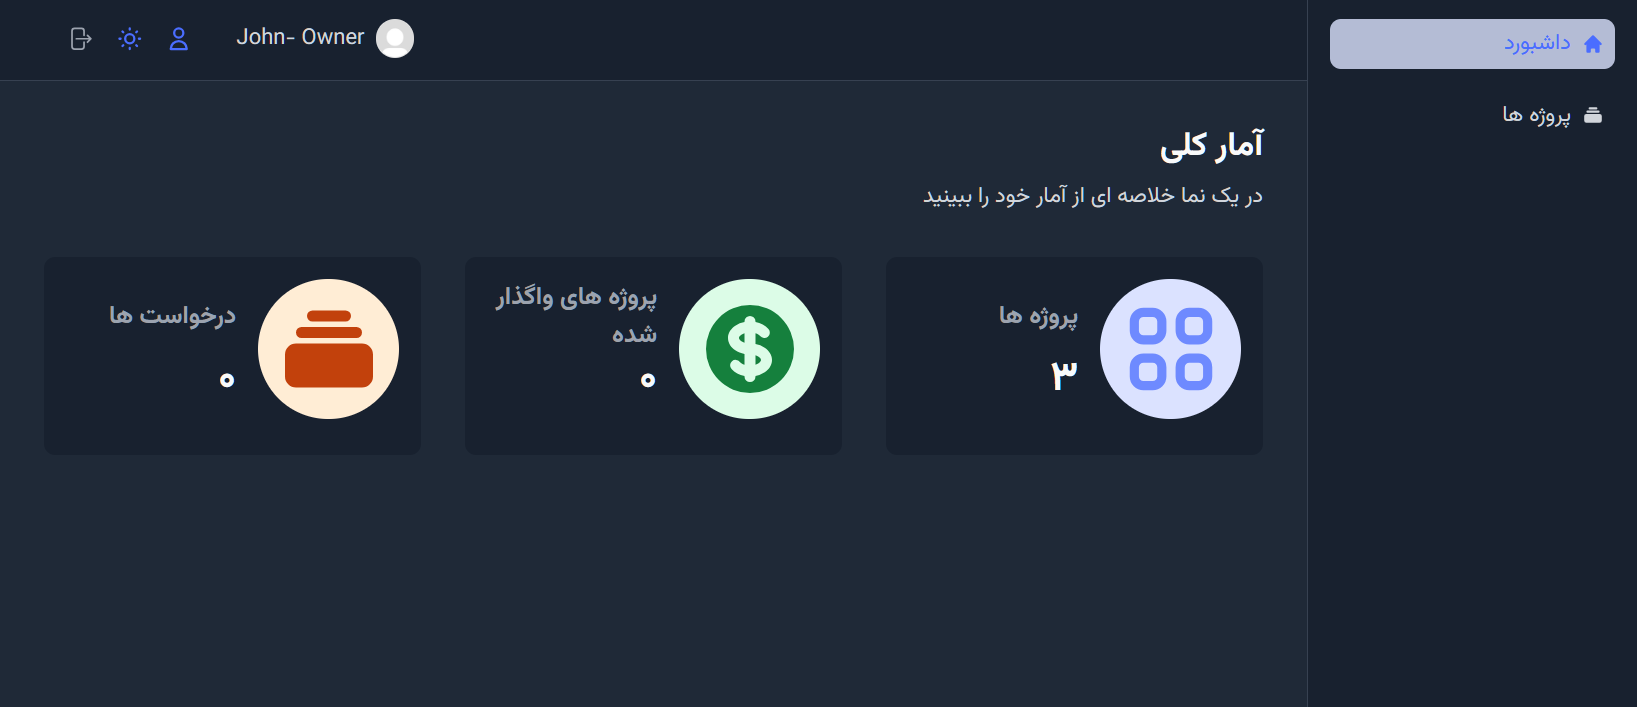 داشبورد
پروژه ها
John- Owner
آمار کلی
در یک نما خلاصه ای از آمار خود را ببینید
پروژه ها
۳
پروژه های واگذار
شده
۰
درخواست ها
۰